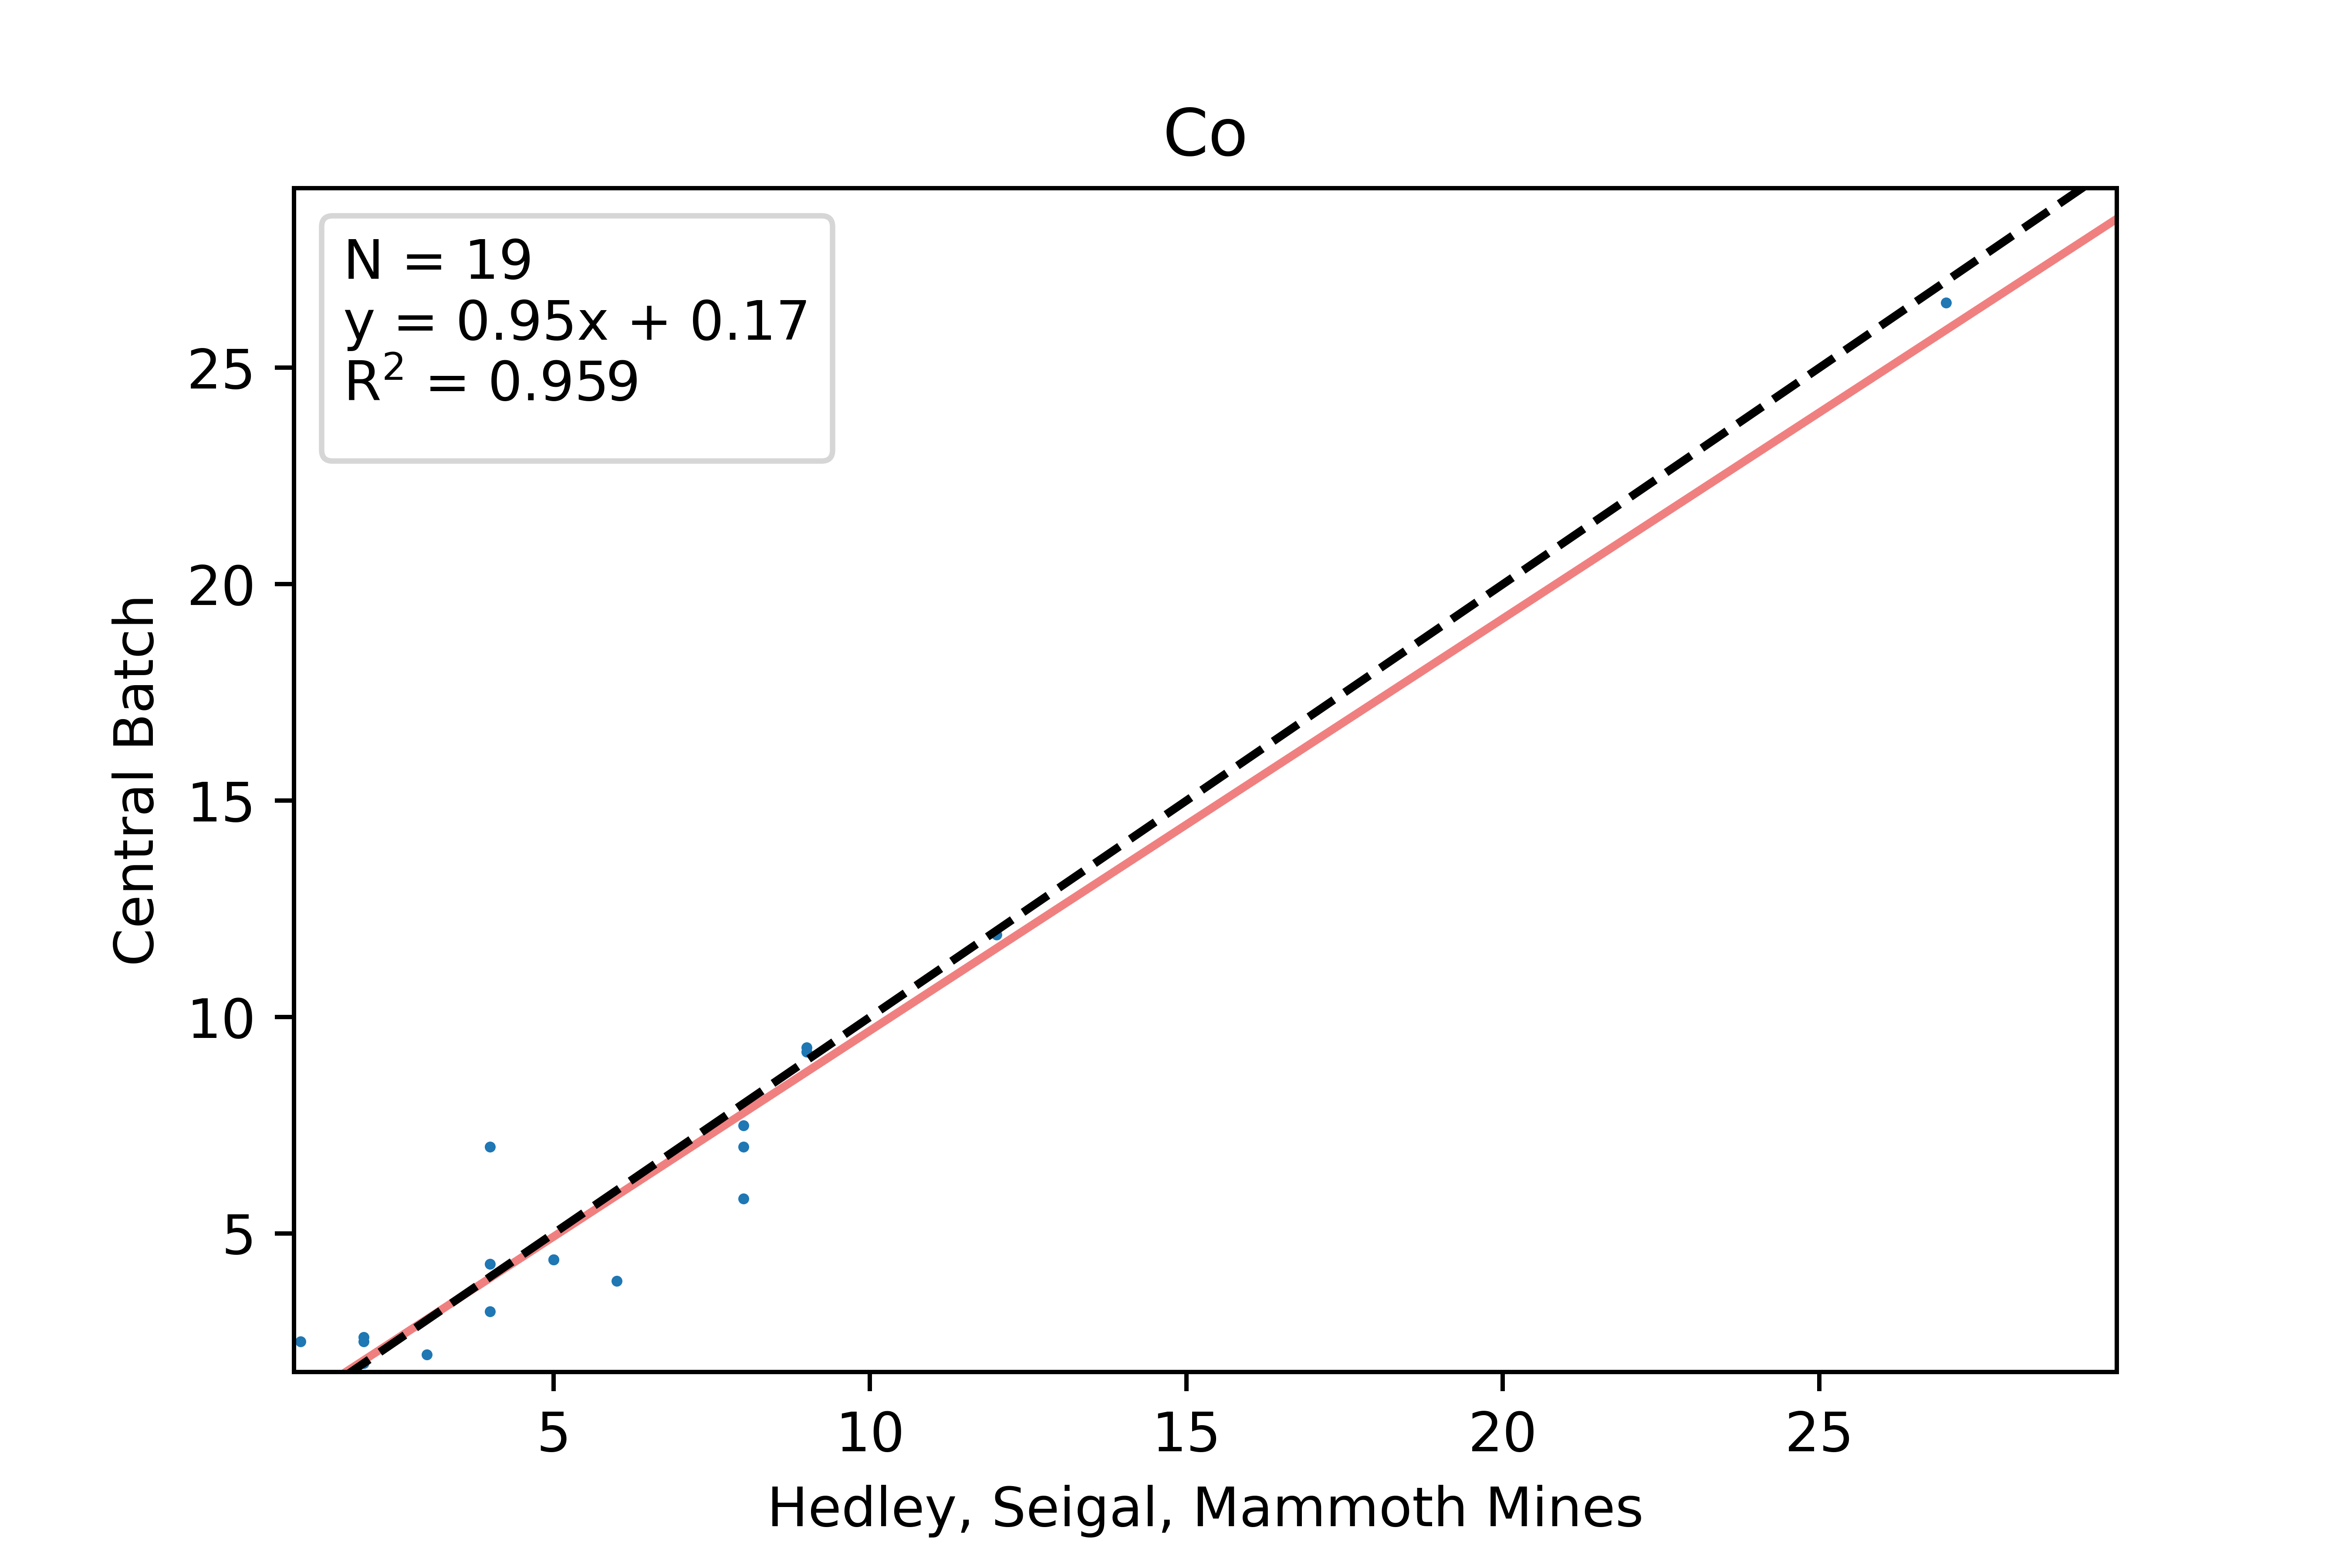 Co
N = 19
y = 0.95x + 0.17
R² = 0.959
25
20
15
10
5
Central Batch
5 10 15 20 25
Hedley, Seigal, Mammoth Mines